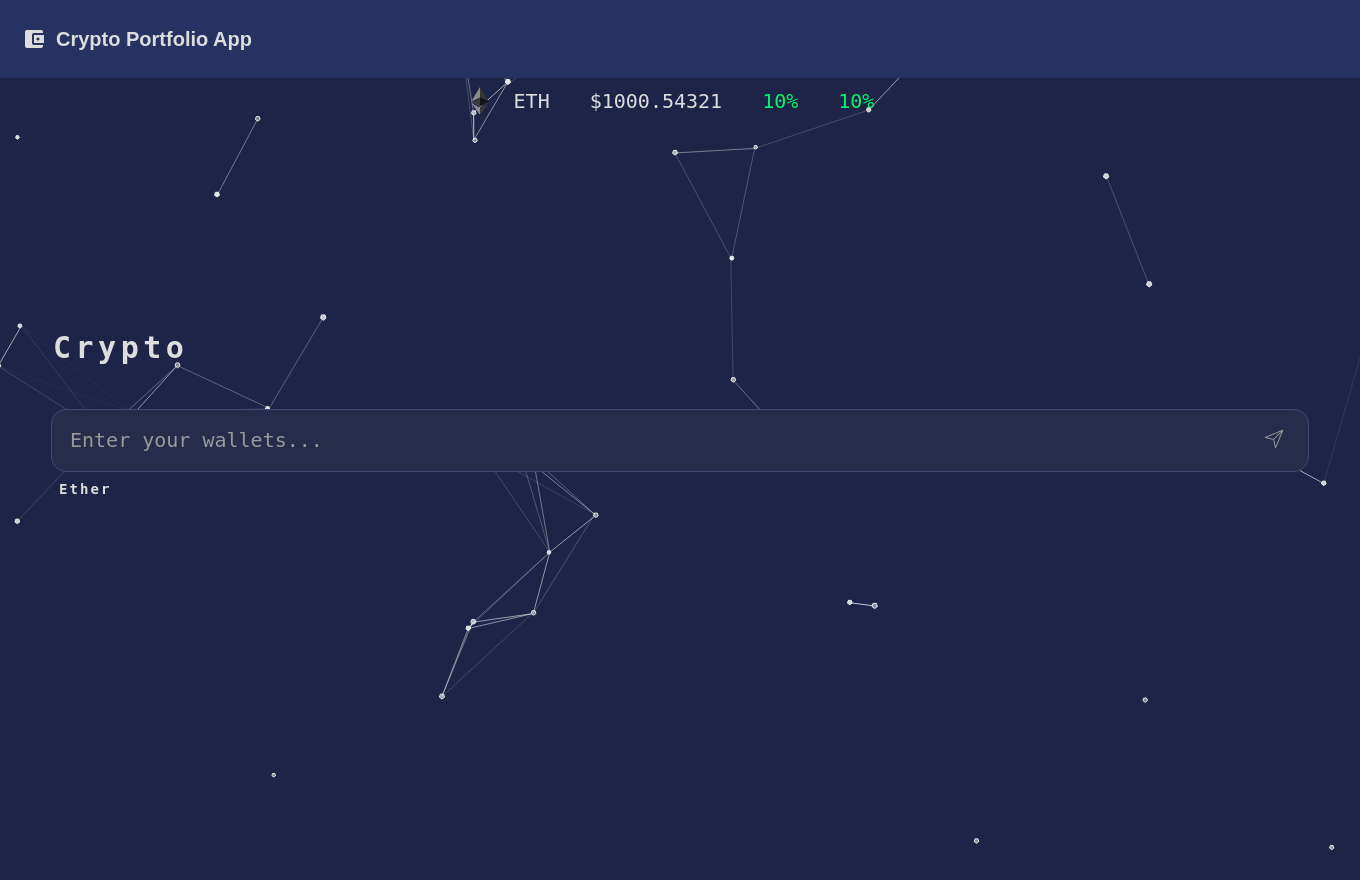 Crypto Portfolio App
ETH $1000.54321 10% 10%
Crypto
Enter your wallets...
Ether